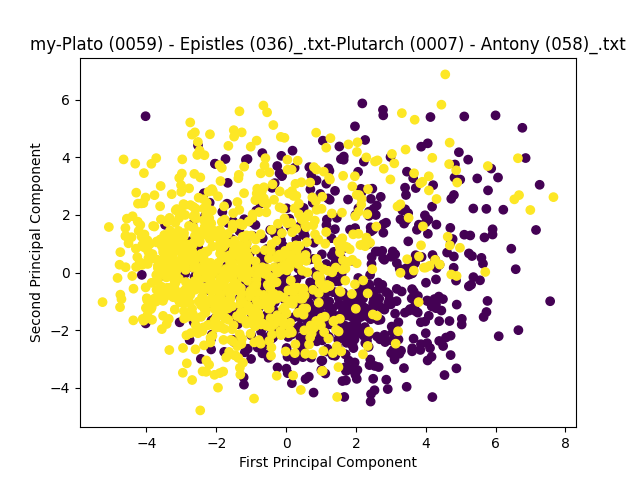 my-Plato (0059) - Epistles (036)_.txt-Plutarch (0007) - Antony (058)_.txt
6
4
2
0
−2
−4
Second Principal Component
−4 −2 0 2 4 6 8
First Principal Component